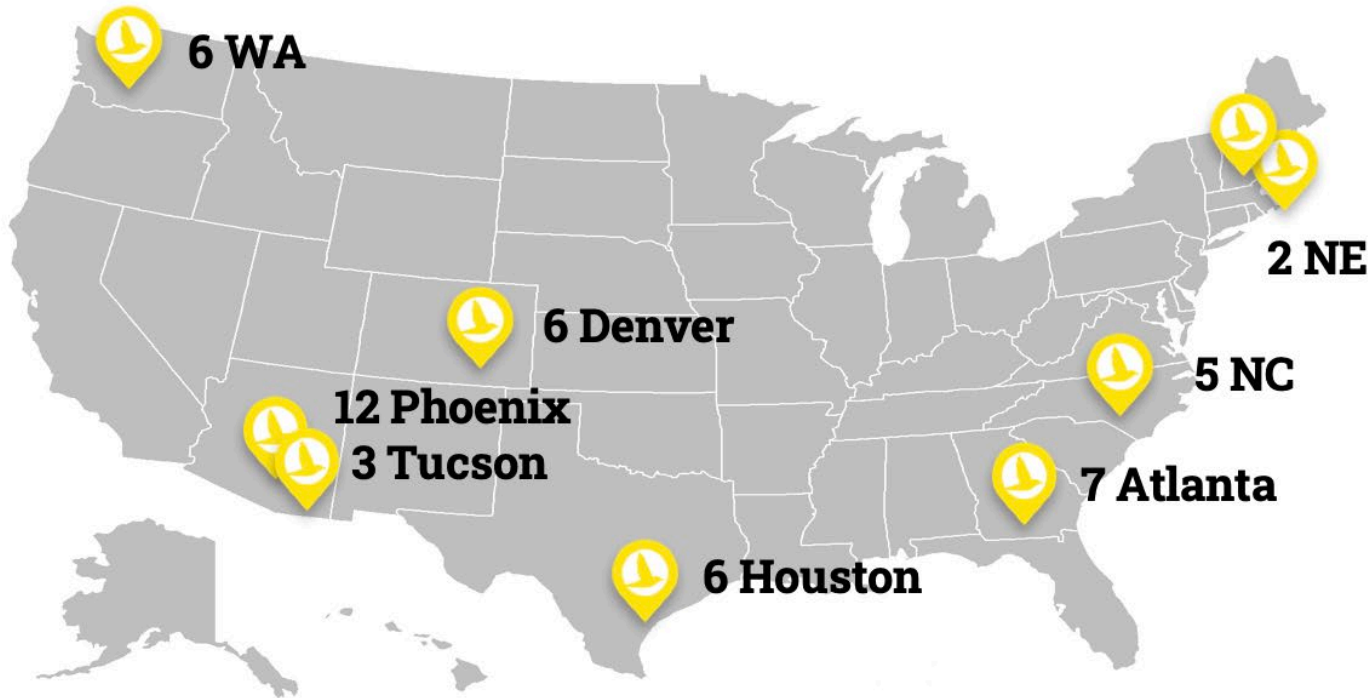 6 WA
2 NE
6 Denver
5 NC
12 Phoenix
3 Tucson
7 Atlanta
6 Houston